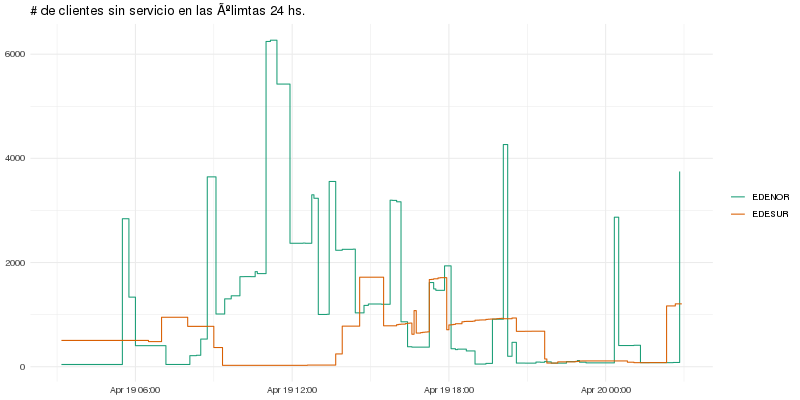 # de clientes sin servicio en las Ãºlimtas 24 hs.
6000
4000
2000
0
Apr 19 06:00
Apr 19 12:00
Apr 19 18:00
Apr 20 00:00
EDENOR
EDESUR